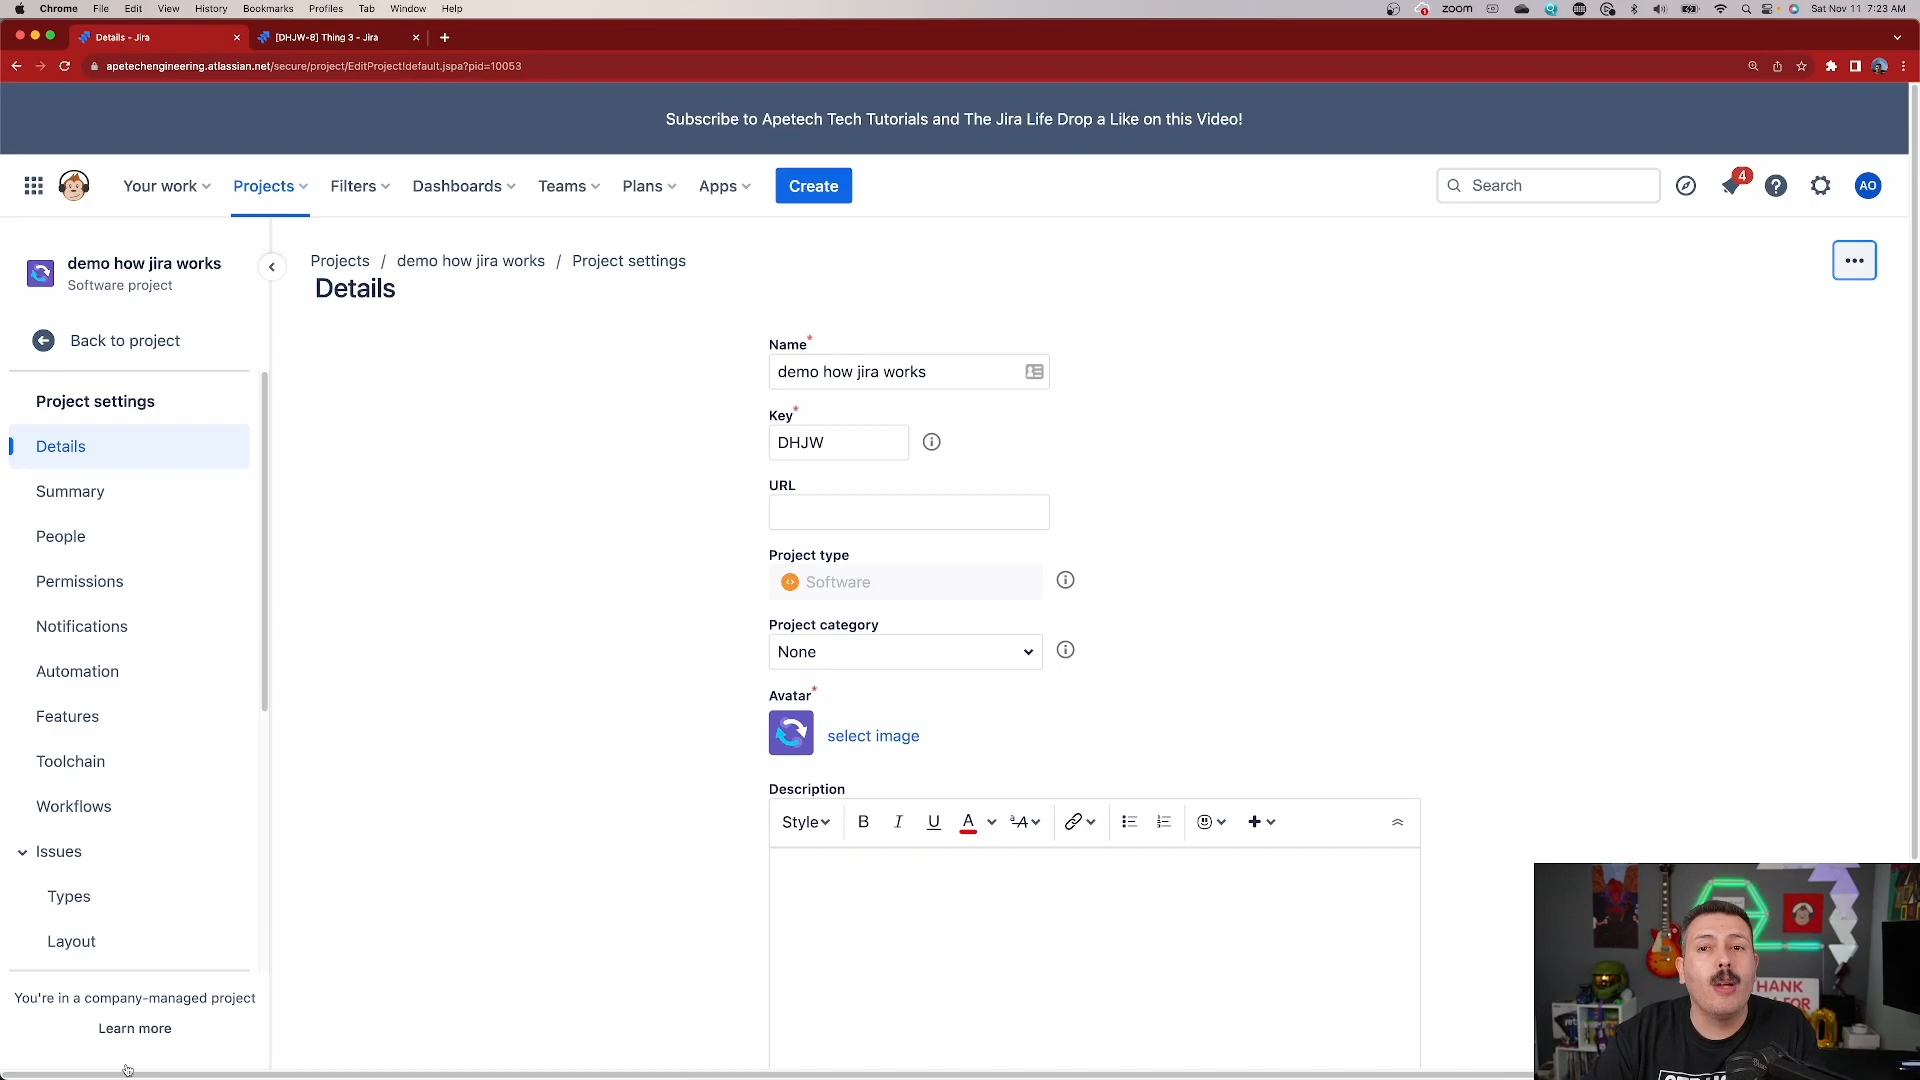 Chrome File Edit View History Bookmarks Profiles Tab Window Help
zoom Sat Nov 11 7:23 AM
Details - Jira
[DHJW-8] Thing 3 - Jira
apetechengineering.atlassian.net/secure/project/EditProject!default.jspa?pid=10053
Subscribe to Apetech Tech Tutorials and The Jira Life Drop a Like on this Video!
Your work Projects Filters Dashboards Teams Plans Apps Create
Search
4
AO
demo how jira works
Software project
Back to project
Project settings
Details
Summary
People
Permissions
Notifications
Automation
Features
Toolchain
Workflows
Issues
Types
Layout
You're in a company-managed project
Learn more
Projects / demo how jira works / Project settings
Details
Name*
demo how jira works
Key*
DHJW
URL
Project type
Software
Project category
None
Avatar*
select image
Description
Style B I U A
THANK
FOR